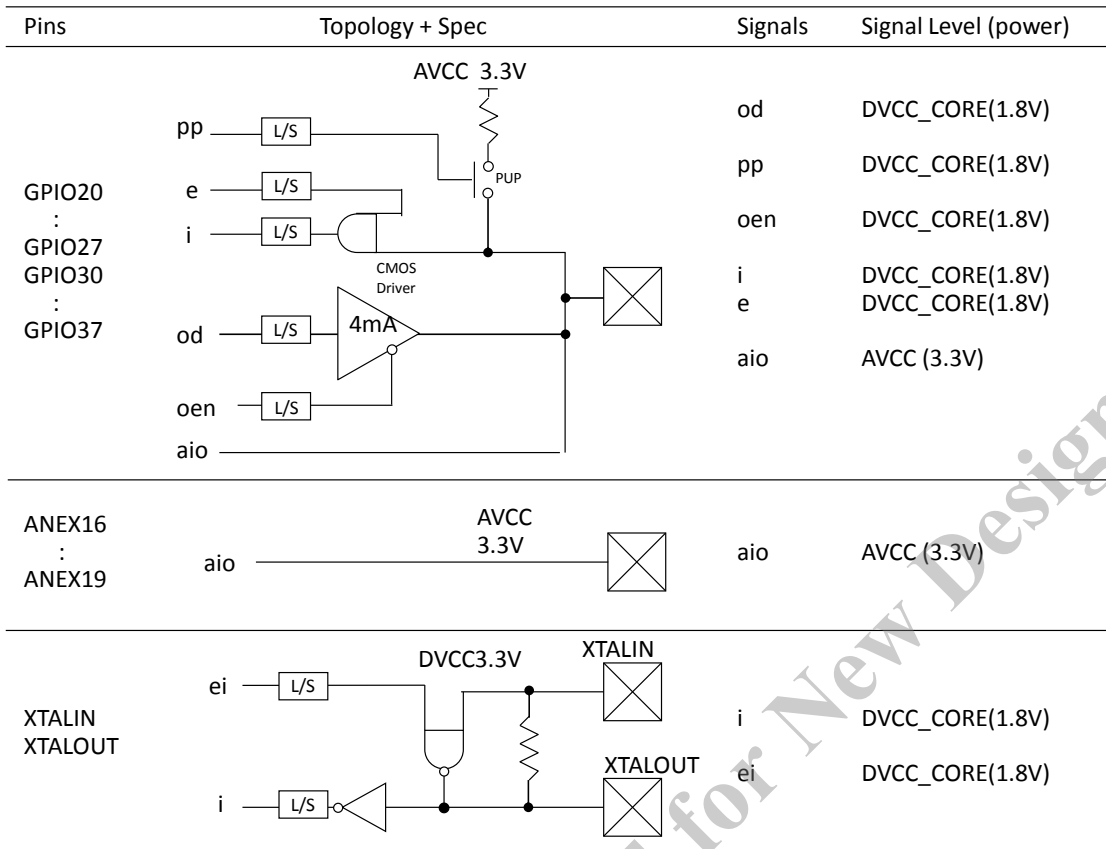 Pins Topology + Spec Signals Signal Level (power)
AVCC 3.3V
pp L/S
PUP
e L/S
i L/S
CMOS
Driver
od L/S 4mA
oen L/S
aio
GPIO20
:
GPIO27
GPIO30
:
GPIO37
od DVCC_CORE(1.8V)
pp DVCC_CORE(1.8V)
oen DVCC_CORE(1.8V)
i DVCC_CORE(1.8V)
e DVCC_CORE(1.8V)
aio AVCC (3.3V)
ANEX16
:
ANEX19
aio
AVCC
3.3V
aio AVCC (3.3V)
XTALIN
XTALOUT
DVCC3.3V
XTALIN
ei L/S
XTALOUT
i L/S
i DVCC_CORE(1.8V)
ei DVCC_CORE(1.8V)
for New Design